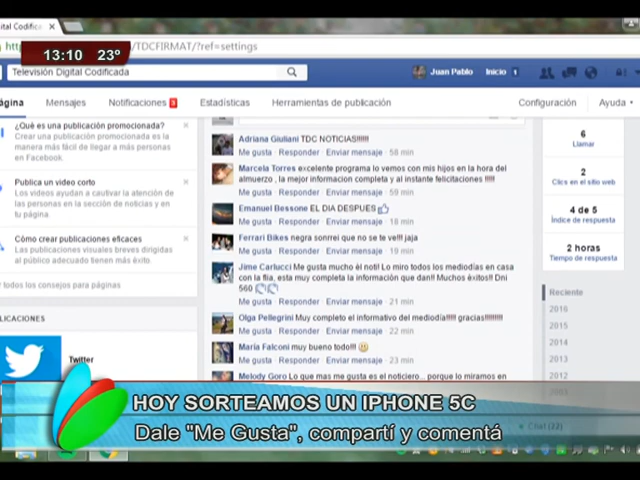 ital Codific
13:10 23º
/TDCFIRMAT/?ref=settings
Televisión Digital Codificada
Juan Pablo Inicio 1
ágina Mensajes Notificaciones 3 Estadísticas Herramientas de publicación Configuración Ayuda
¿Qué es una publicación promocionada?
Crear una publicación promocionada es la
manera más fácil de llegar a más personas
en Facebook.
Publica un video corto
Los videos ayudan a cautivar la atención de
las personas en la sección de noticias y en
tu página.
Cómo crear publicaciones eficaces
Las publicaciones visuales breves dirigidas
al público adecuado tienen más éxito.
r todos los consejos para páginas
BLICACIONES
Twitter
Adriana Giuliani TDC NOTICIAS!!!!!!
Me gusta · Responder · Enviar mensaje · 58 min
Marcela Torres excelente programa lo vemos con mis hijos en la hora del
almuerzo , la mejor informacion completa y al instante felicitaciones !!!!!
Me gusta · Responder · Enviar mensaje · 59 min
Emanuel Bessone EL DIA DESPUES
Me gusta · Responder · Enviar mensaje · 18 min
Ferrari Bikes negra sonrrei que no se te ve!!! jaja
Me gusta · Responder · Enviar mensaje · 19 min
Jime Carlucci Me gusta mucho él noti! Lo miro todos los mediodías en casa
con la flia, esta muy completa la información que dan!! Muchos éxitos!! Dni
560
Me gusta · Responder · Enviar mensaje · 21 min
Olga Pellegrini Muy completo el informativo del mediodía!!!!! gracias!!!!!!!!!
Me gusta · Responder · Enviar mensaje · 22 min
María Falconi muy bueno todo!!!
Me gusta · Responder · Enviar mensaje · 23 min
Melody Goro Lo que mas me gusta es el noticiero... porque lo miramos en
6
Llamar
2
Clics en el sitio web
4 de 5
Índice de respuesta
2 horas
Tiempo de respuesta
Reciente
2016
2015
2014
2013
2012
Chat (22)
HOY SORTEAMOS UN IPHONE 5C
Dale "Me Gusta", compartí y comentá